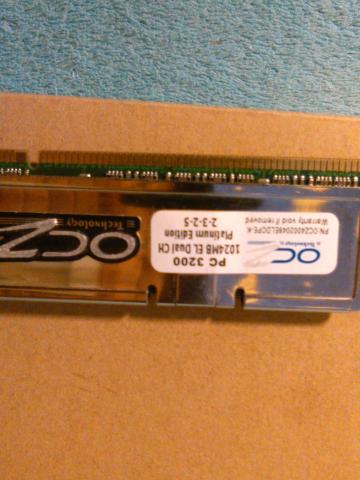 OCZ
Technology
OCZ
Technology
PN:OCZ4002048ELDCPE-K
Warranty void if removed
PC 3200
1024MB EL Dual CH
Platinum Edition
2-3-2-5